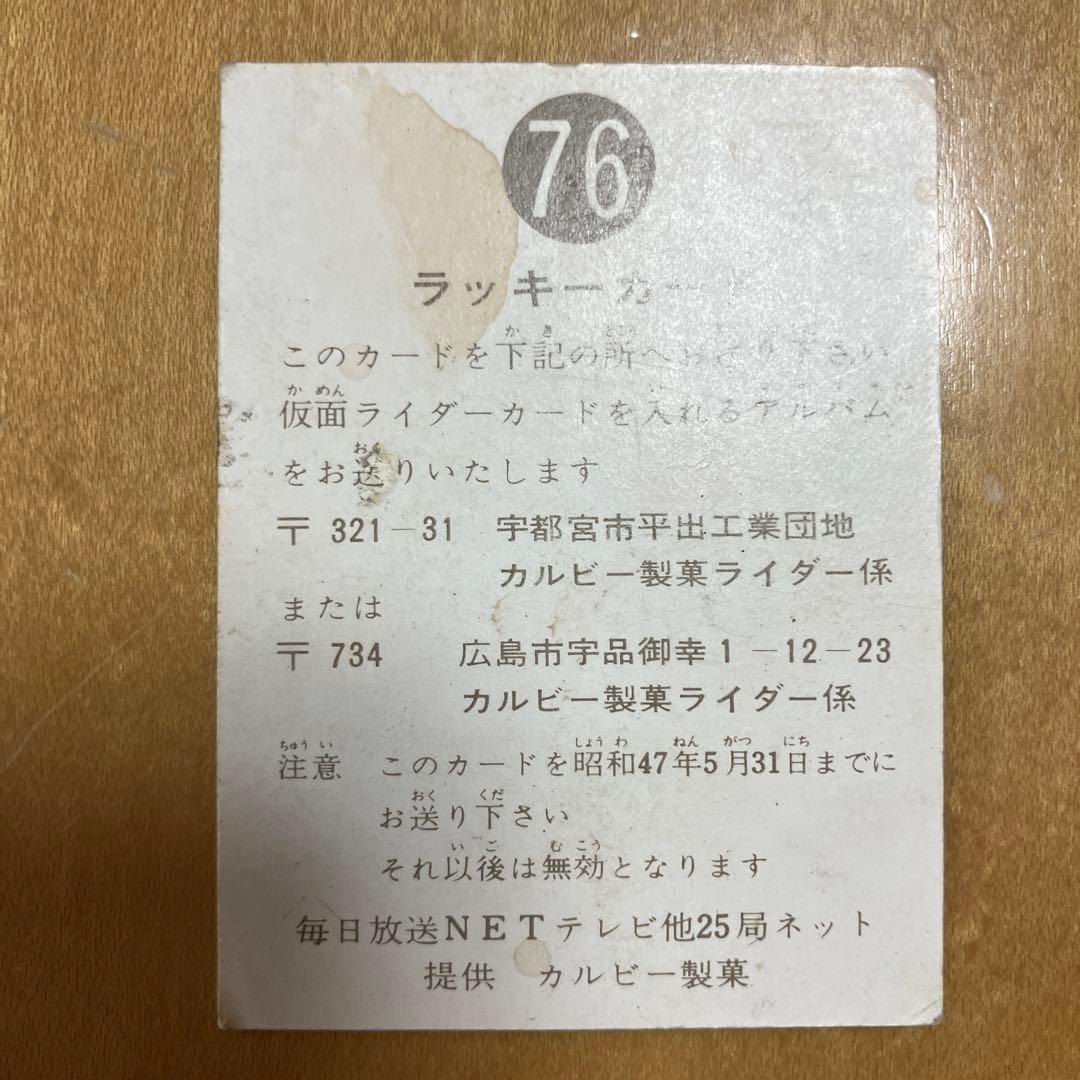 76
ラッキーカー
このカードを下記の所へおくり下さい
仮面ライダーカードを入れるアルバム
をお送りいたします
〒 321-31 宇都宮市平出工業団地
カルビー製菓ライダー係
または
〒 734 広島市宇品御幸1-12-23
カルビー製菓ライダー係
注意 このカードを昭和47年5月31日までに
お送り下さい
それ以後は無効となります
毎日放送NETテレビ他25局ネット
提供 カルビー製菓